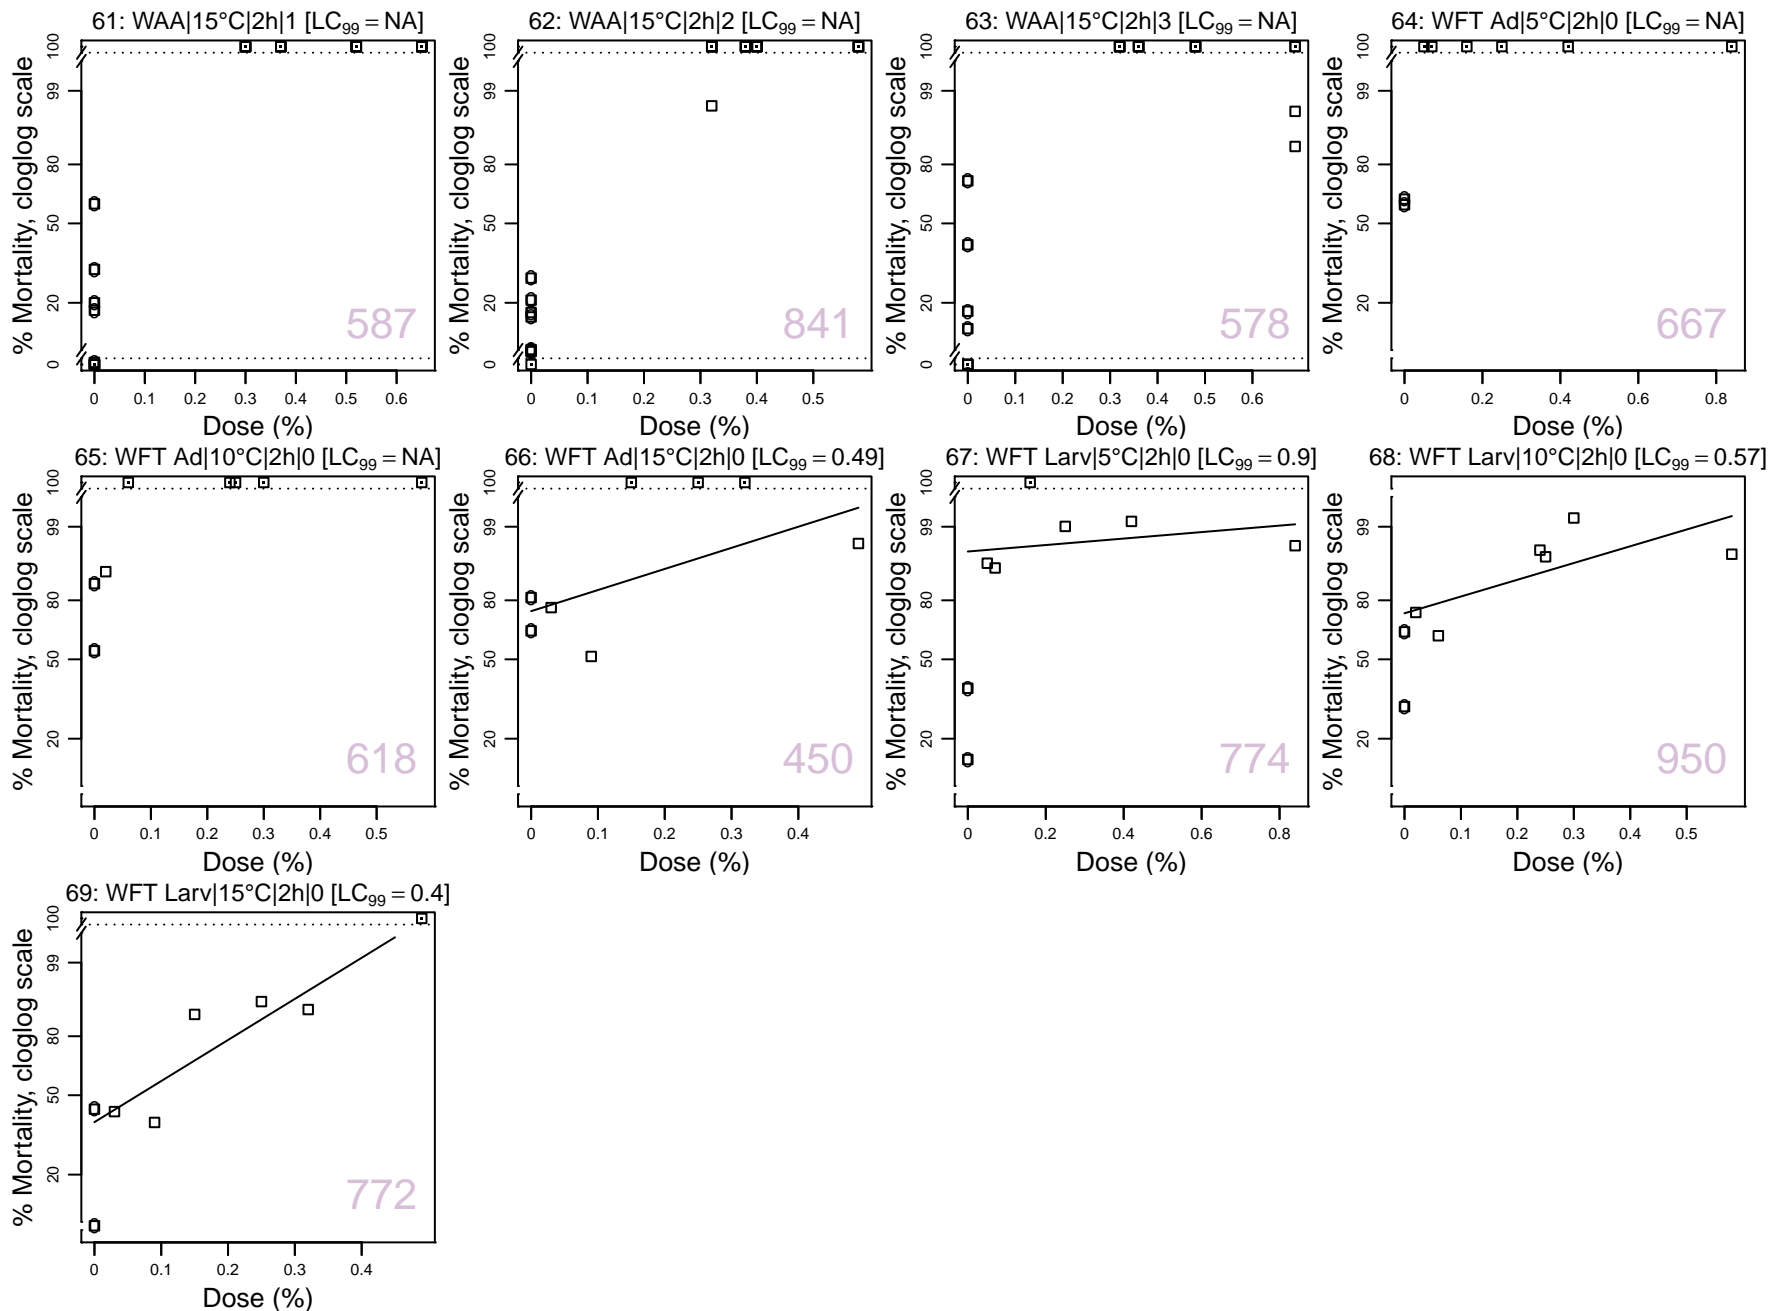 61: WAA|15°C|2h|1 [LC99 = NA]
% Mortality, cloglog scale
100
99
80
50
20
0
587
0 0.1 0.2 0.3 0.4 0.5 0.6
Dose (%)
62: WAA|15°C|2h|2 [LC99 = NA]
% Mortality, cloglog scale
100
99
80
50
20
0
841
0 0.1 0.2 0.3 0.4 0.5
Dose (%)
63: WAA|15°C|2h|3 [LC99 = NA]
% Mortality, cloglog scale
100
99
80
50
20
0
578
0 0.1 0.2 0.3 0.4 0.5 0.6
Dose (%)
64: WFT Ad|5°C|2h|0 [LC99 = NA]
% Mortality, cloglog scale
100
99
80
50
20
667
0 0.2 0.4 0.6 0.8
Dose (%)
65: WFT Ad|10°C|2h|0 [LC99 = NA]
% Mortality, cloglog scale
100
99
80
50
20
618
0 0.1 0.2 0.3 0.4 0.5
Dose (%)
66: WFT Ad|15°C|2h|0 [LC99 = 0.49]
% Mortality, cloglog scale
100
99
80
50
20
450
0 0.1 0.2 0.3 0.4
Dose (%)
67: WFT Larv|5°C|2h|0 [LC99 = 0.9]
% Mortality, cloglog scale
100
99
80
50
20
774
0 0.2 0.4 0.6 0.8
Dose (%)
68: WFT Larv|10°C|2h|0 [LC99 = 0.57]
% Mortality, cloglog scale
99
80
50
20
950
0 0.1 0.2 0.3 0.4 0.5
Dose (%)
69: WFT Larv|15°C|2h|0 [LC99 = 0.4]
% Mortality, cloglog scale
100
99
80
50
20
772
0 0.1 0.2 0.3 0.4
Dose (%)